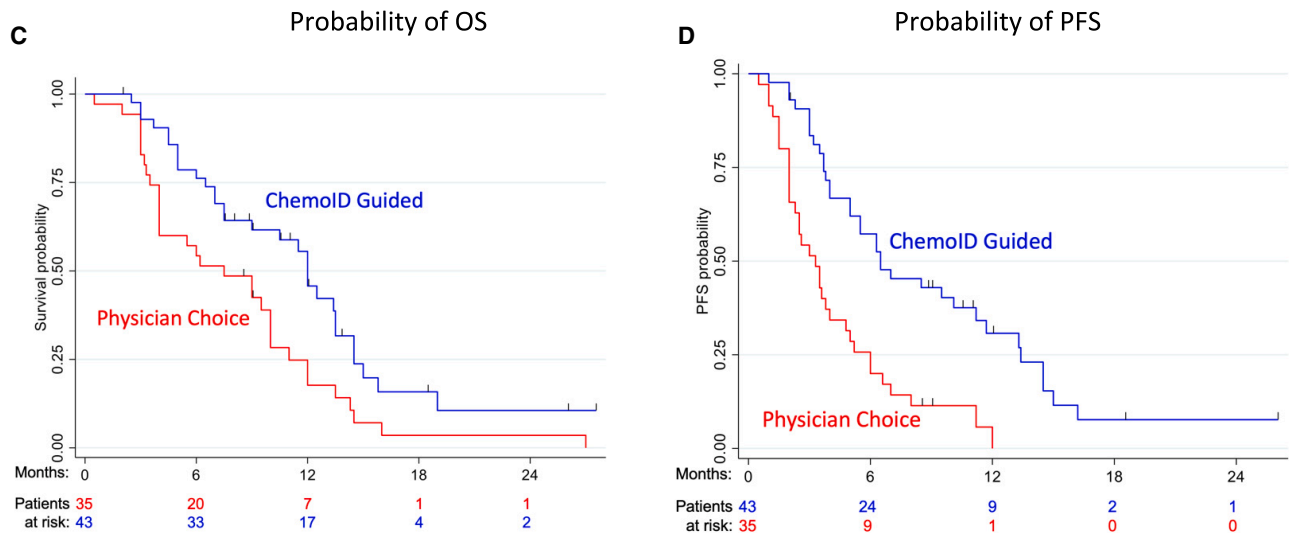 Probability of OS
C
Survival probability
1.00
0.75
0.50
0.25
0.00
ChemoID Guided
Physician Choice
Months: 0 6 12 18 24
Patients 35 20 7 1 1
at risk: 43 33 17 4 2
Probability of PFS
D
PFS probability
1.00
0.75
0.50
0.25
0.00
ChemoID Guided
Physician Choice
Months: 0 6 12 18 24
Patients 43 24 9 2 1
at risk: 35 9 1 0 0